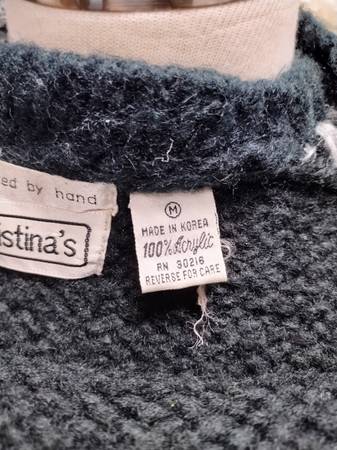 ed by hand
istina's
M
MADE IN KOREA
100% Acrylic
RN 30216
REVERSE FOR CARE